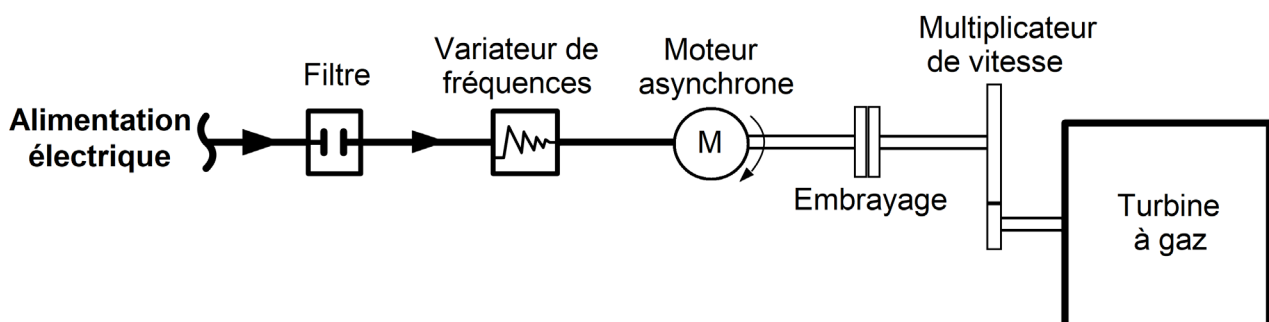 Alimentation
électrique
Filtre
Variateur de
fréquences
Moteur
asynchrone
M
Embrayage
Multiplicateur
de vitesse
Turbine
à gaz